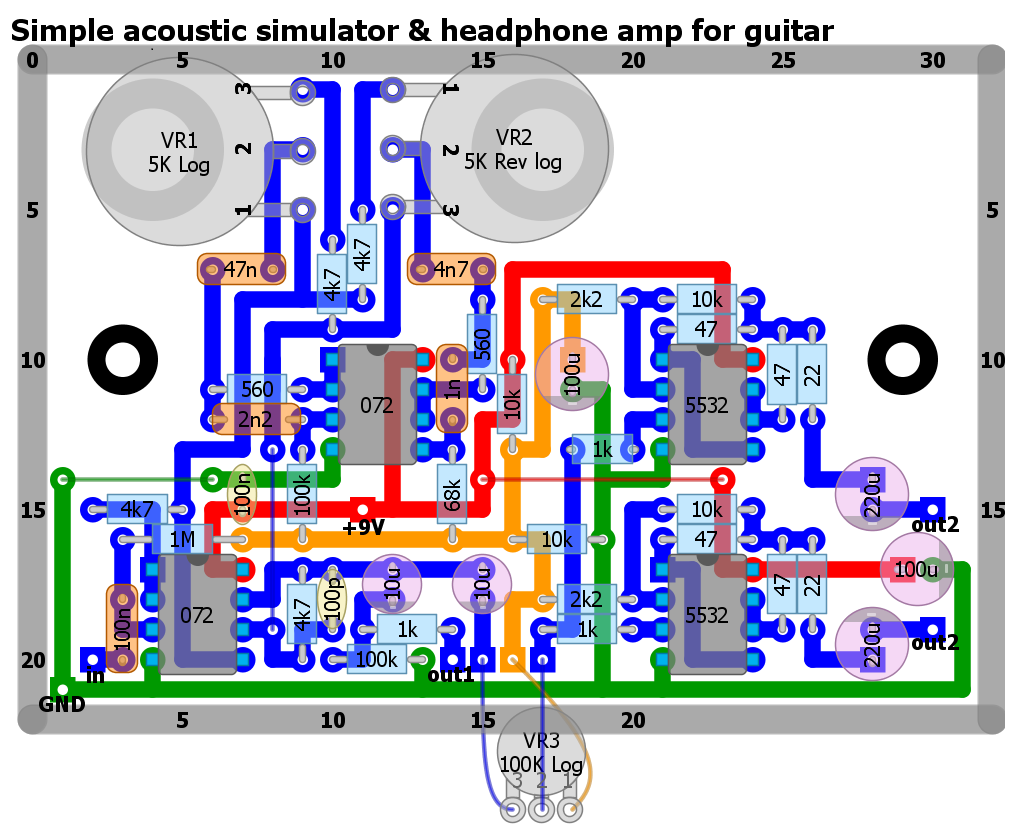 Simple acoustic simulator & headphone amp for guitar
0 5 10 15 20 25 30
3 1
VR1
5K Log
2
VR2
5K Rev log
2
1 3
5 5
4k7
4k7
47n 4n7
2k2 10k
47
560
10 10
100u
560
1n
072
10k
5532
47
22
2n2
1k
100n
100k
68k
4k7
+9V
10k
220u
15 15
out2
1M
10k
47
100u
100p
10u
10u
47
22
2k2
100n
072
4k7
1k
1k
5532
220u
out2
20 20
in
100k
out1
GND
5 10 15 20
VR3
100K Log
3 2 1